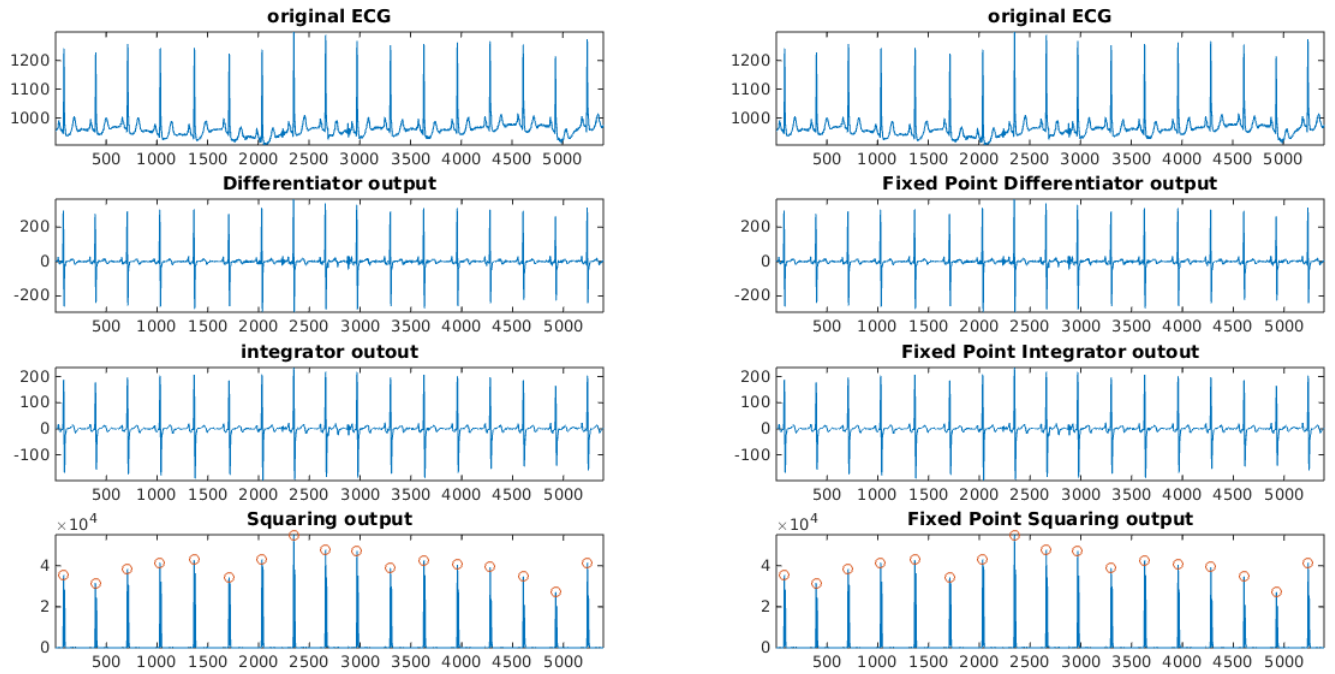 original ECG
1200
1000
500 1000 1500 2000 2500 3000 3500 4000 4500 5000
Differentiator output
200
0
-200
500 1000 1500 2000 2500 3000 3500 4000 4500 5000
integrator outout
200
100
0
-100
500 1000 1500 2000 2500 3000 3500 4000 4500 5000
×10⁴
Squaring output
4
2
0
500 1000 1500 2000 2500 3000 3500 4000 4500 5000
original ECG
1200
1000
500 1000 1500 2000 2500 3000 3500 4000 4500 5000
Fixed Point Differentiator output
200
0
-200
500 1000 1500 2000 2500 3000 3500 4000 4500 5000
Fixed Point Integrator outout
200
100
0
-100
500 1000 1500 2000 2500 3000 3500 4000 4500 5000
×10⁴
Fixed Point Squaring output
4
2
0
500 1000 1500 2000 2500 3000 3500 4000 4500 5000